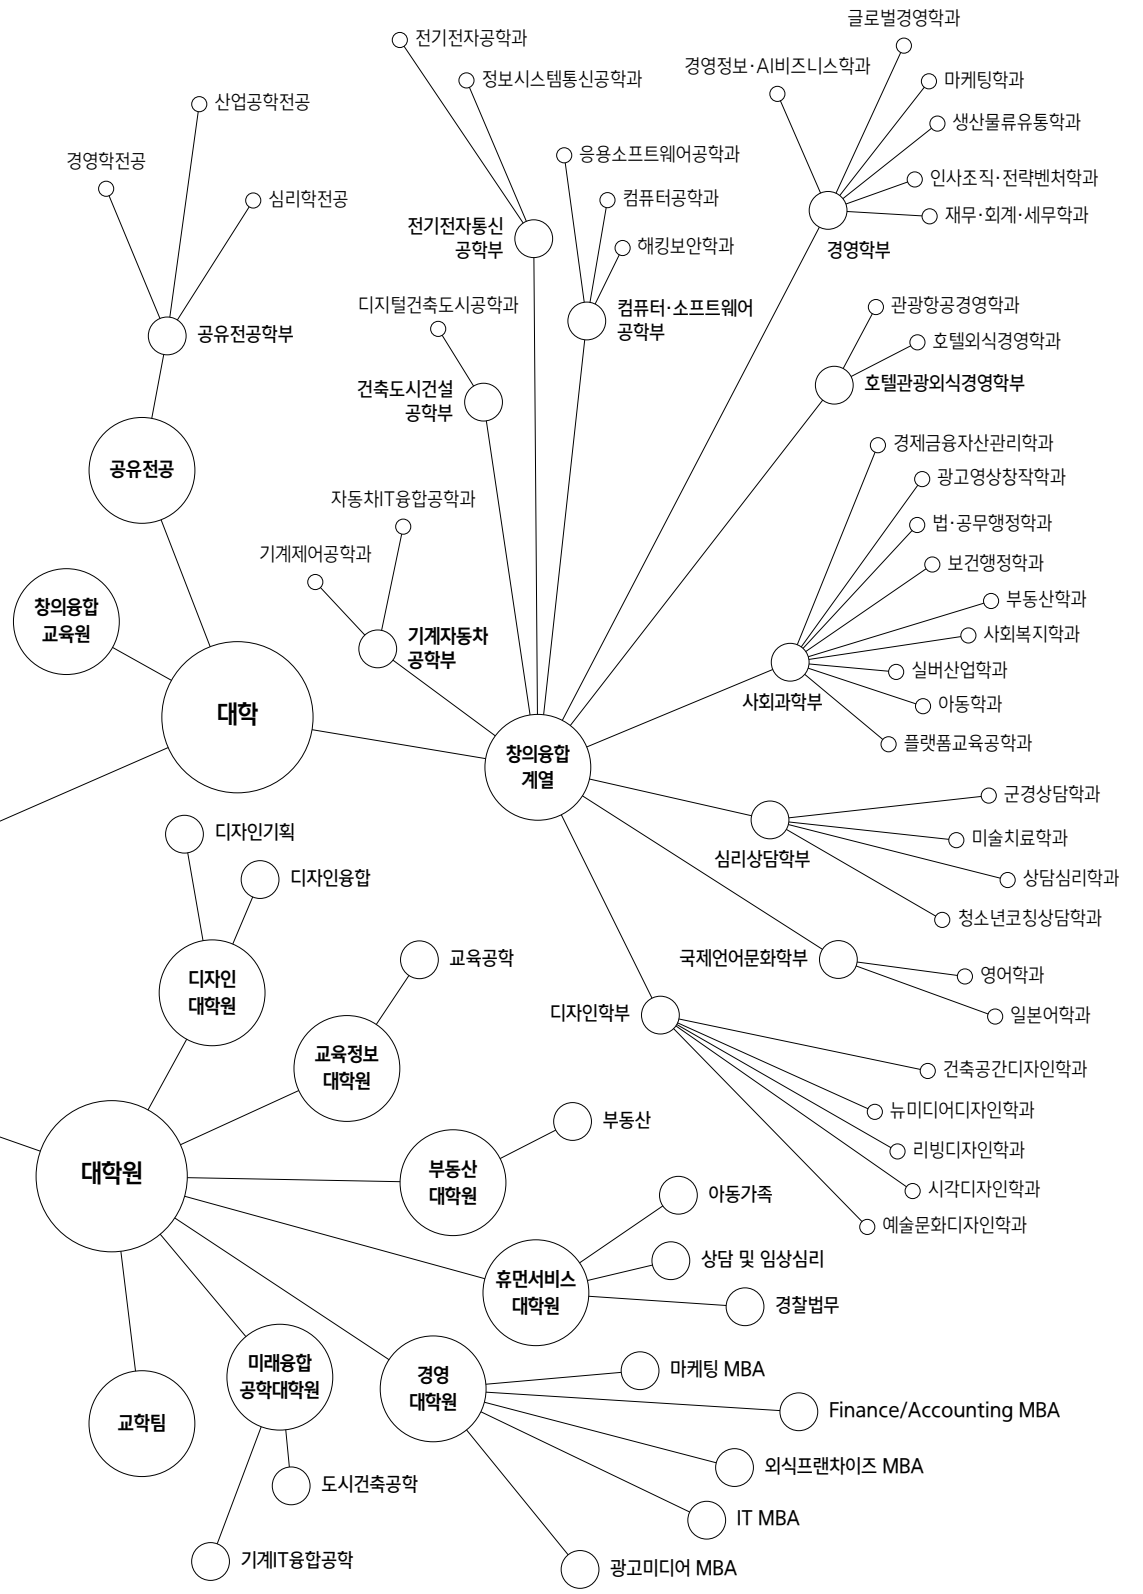 글로벌경영학과
전기전자공학과
경영정보·AI비즈니스학과
정보시스템통신공학과
마케팅학과
산업공학전공
생산물류유통학과
경영학전공
응용소프트웨어공학과
인사조직·전략벤처학과
심리학전공
컴퓨터공학과
재무·회계·세무학과
전기전자통신
공학부
해킹보안학과
경영학부
디지털건축도시공학과
컴퓨터·소프트웨어
공학부
관광항공경영학과
공유전공학부
호텔외식경영학과
건축도시건설
공학부
호텔관광외식경영학부
공유전공
경제금융자산관리학과
광고영상창작학과
자동차IT융합공학과
법·공무행정학과
기계제어공학과
보건행정학과
창의융합
교육원
부동산학과
기계자동차
공학부
사회복지학과
실버산업학과
사회과학부
아동학과
대학
플랫폼교육공학과
창의융합
계열
군경상담학과
디자인기획
미술치료학과
심리상담학부
디자인융합
상담심리학과
청소년코칭상담학과
교육공학
국제언어문화학부
디자인
대학원
영어학과
디자인학부
일본어학과
교육정보
대학원
건축공간디자인학과
뉴미디어디자인학과
부동산
리빙디자인학과
대학원
부동산
대학원
시각디자인학과
아동가족
예술문화디자인학과
상담 및 임상심리
휴먼서비스
대학원
경찰법무
미래융합
공학대학원
경영
대학원
마케팅 MBA
Finance/Accounting MBA
교학팀
외식프랜차이즈 MBA
도시건축공학
IT MBA
기계IT융합공학
광고미디어 MBA